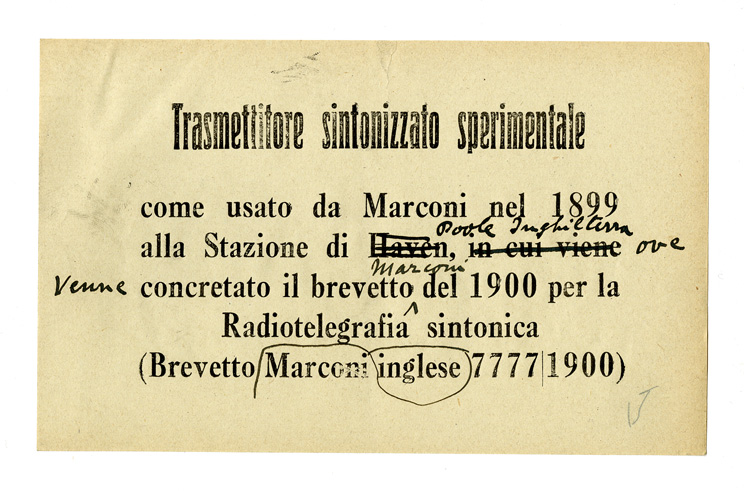 Trasmettitore sintonizzato sperimentale
come usato da Marconi nel 1899
Poole Inghilterra
alla Stazione di Haven, in cui viene ove
Marconi
Venne concretato il brevetto del 1900 per la
Radiotelegrafia sintonica
(Brevetto Marconi inglese 7777|1900)